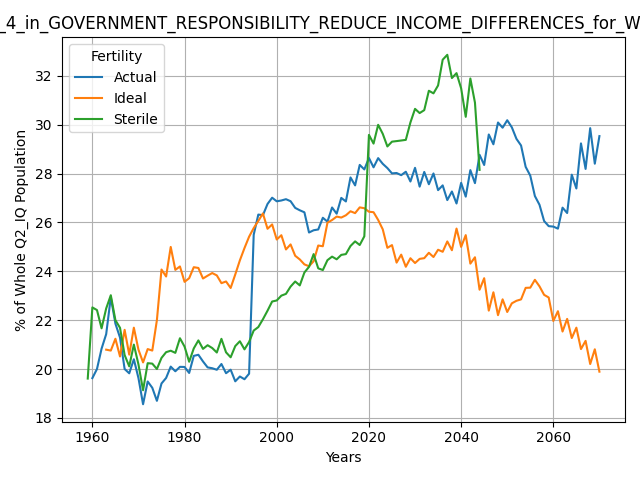 _4_in_GOVERNMENT_RESPONSIBILITY_REDUCE_INCOME_DIFFERENCES_for_W
Fertility
Actual
Ideal
Sterile
% of Whole Q2_IQ Population
32
30
28
26
24
22
20
18
1960 1980 2000 2020 2040 2060
Years